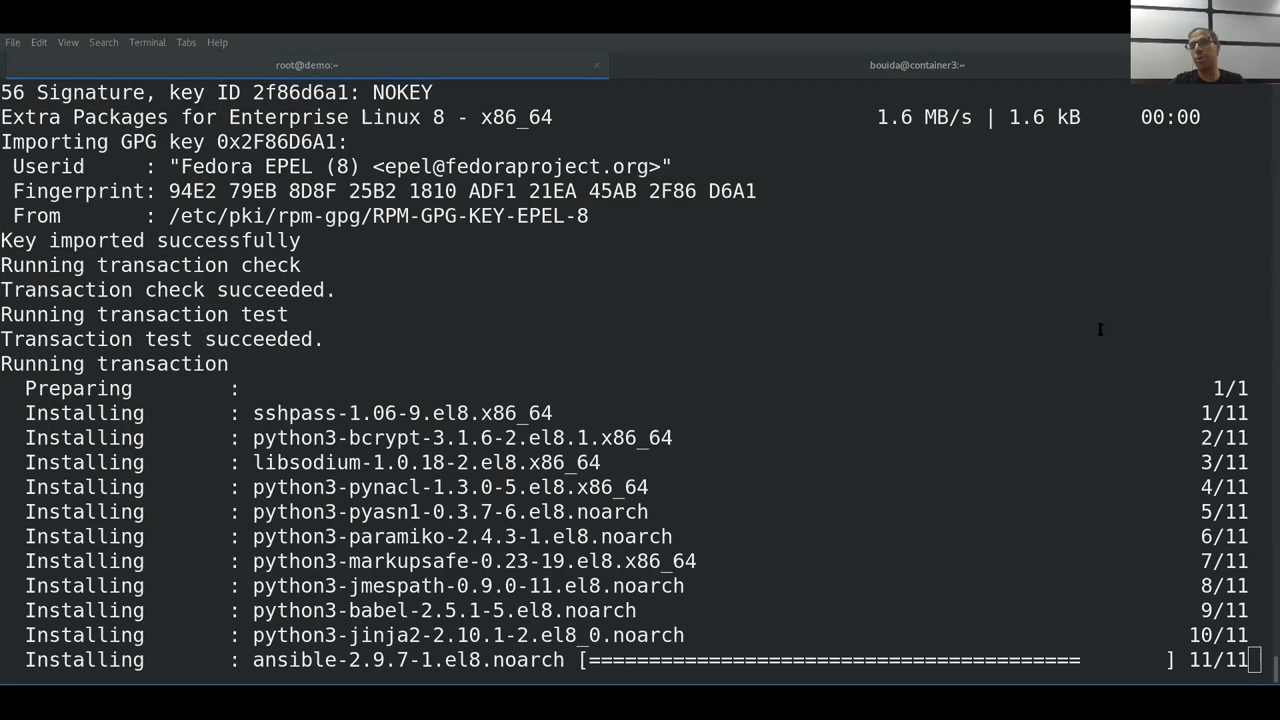 File Edit View Search Terminal Tabs Help
root@demo:~ × bouida@container3:~
56 Signature, key ID 2f86d6a1: NOKEY
Extra Packages for Enterprise Linux 8 - x86_64 1.6 MB/s | 1.6 kB 00:00
Importing GPG key 0x2F86D6A1:
Userid : "Fedora EPEL (8) <epel@fedoraproject.org>"
Fingerprint: 94E2 79EB 8D8F 25B2 1810 ADF1 21EA 45AB 2F86 D6A1
From : /etc/pki/rpm-gpg/RPM-GPG-KEY-EPEL-8
Key imported successfully
Running transaction check
Transaction check succeeded.
Running transaction test
Transaction test succeeded.
Running transaction
Preparing : 1/1
Installing : sshpass-1.06-9.el8.x86_64 1/11
Installing : python3-bcrypt-3.1.6-2.el8.1.x86_64 2/11
Installing : libsodium-1.0.18-2.el8.x86_64 3/11
Installing : python3-pynacl-1.3.0-5.el8.x86_64 4/11
Installing : python3-pyasn1-0.3.7-6.el8.noarch 5/11
Installing : python3-paramiko-2.4.3-1.el8.noarch 6/11
Installing : python3-markupsafe-0.23-19.el8.x86_64 7/11
Installing : python3-jmespath-0.9.0-11.el8.noarch 8/11
Installing : python3-babel-2.5.1-5.el8.noarch 9/11
Installing : python3-jinja2-2.10.1-2.el8_0.noarch 10/11
Installing : ansible-2.9.7-1.el8.noarch [========================================= ] 11/11